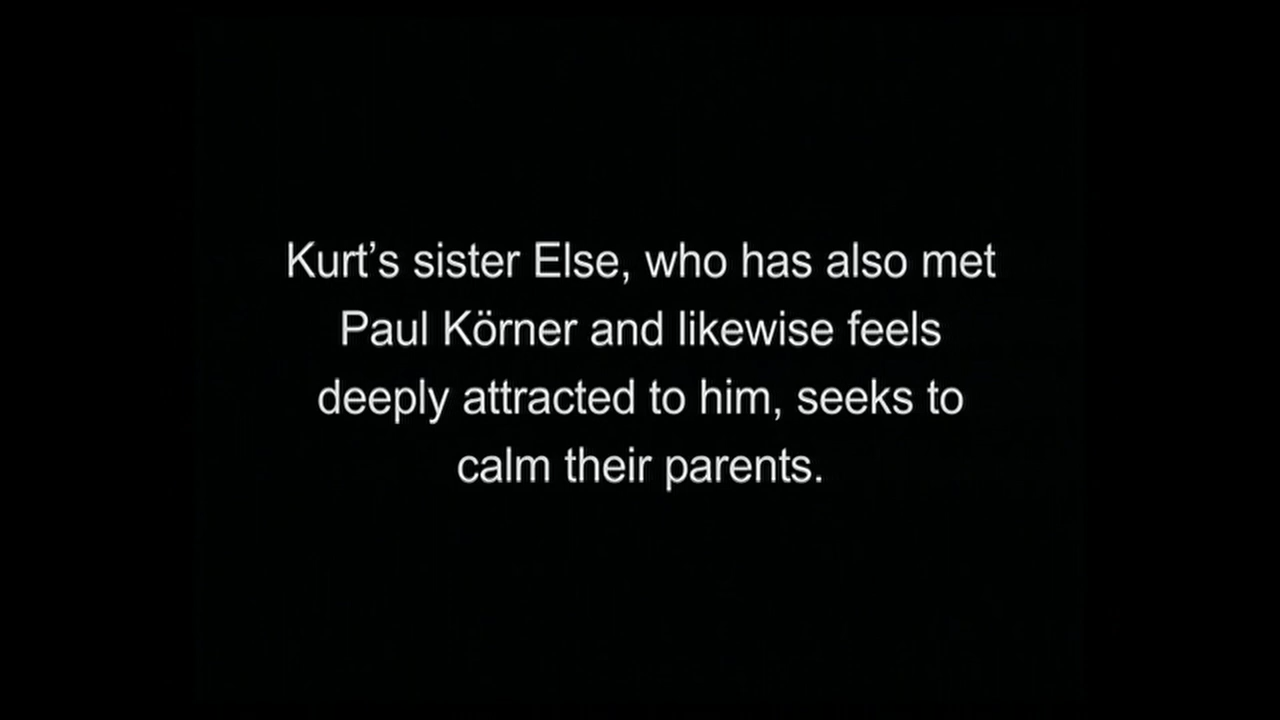 Kurt’s sister Else, who has also met
Paul Körner and likewise feels
deeply attracted to him, seeks to
calm their parents.